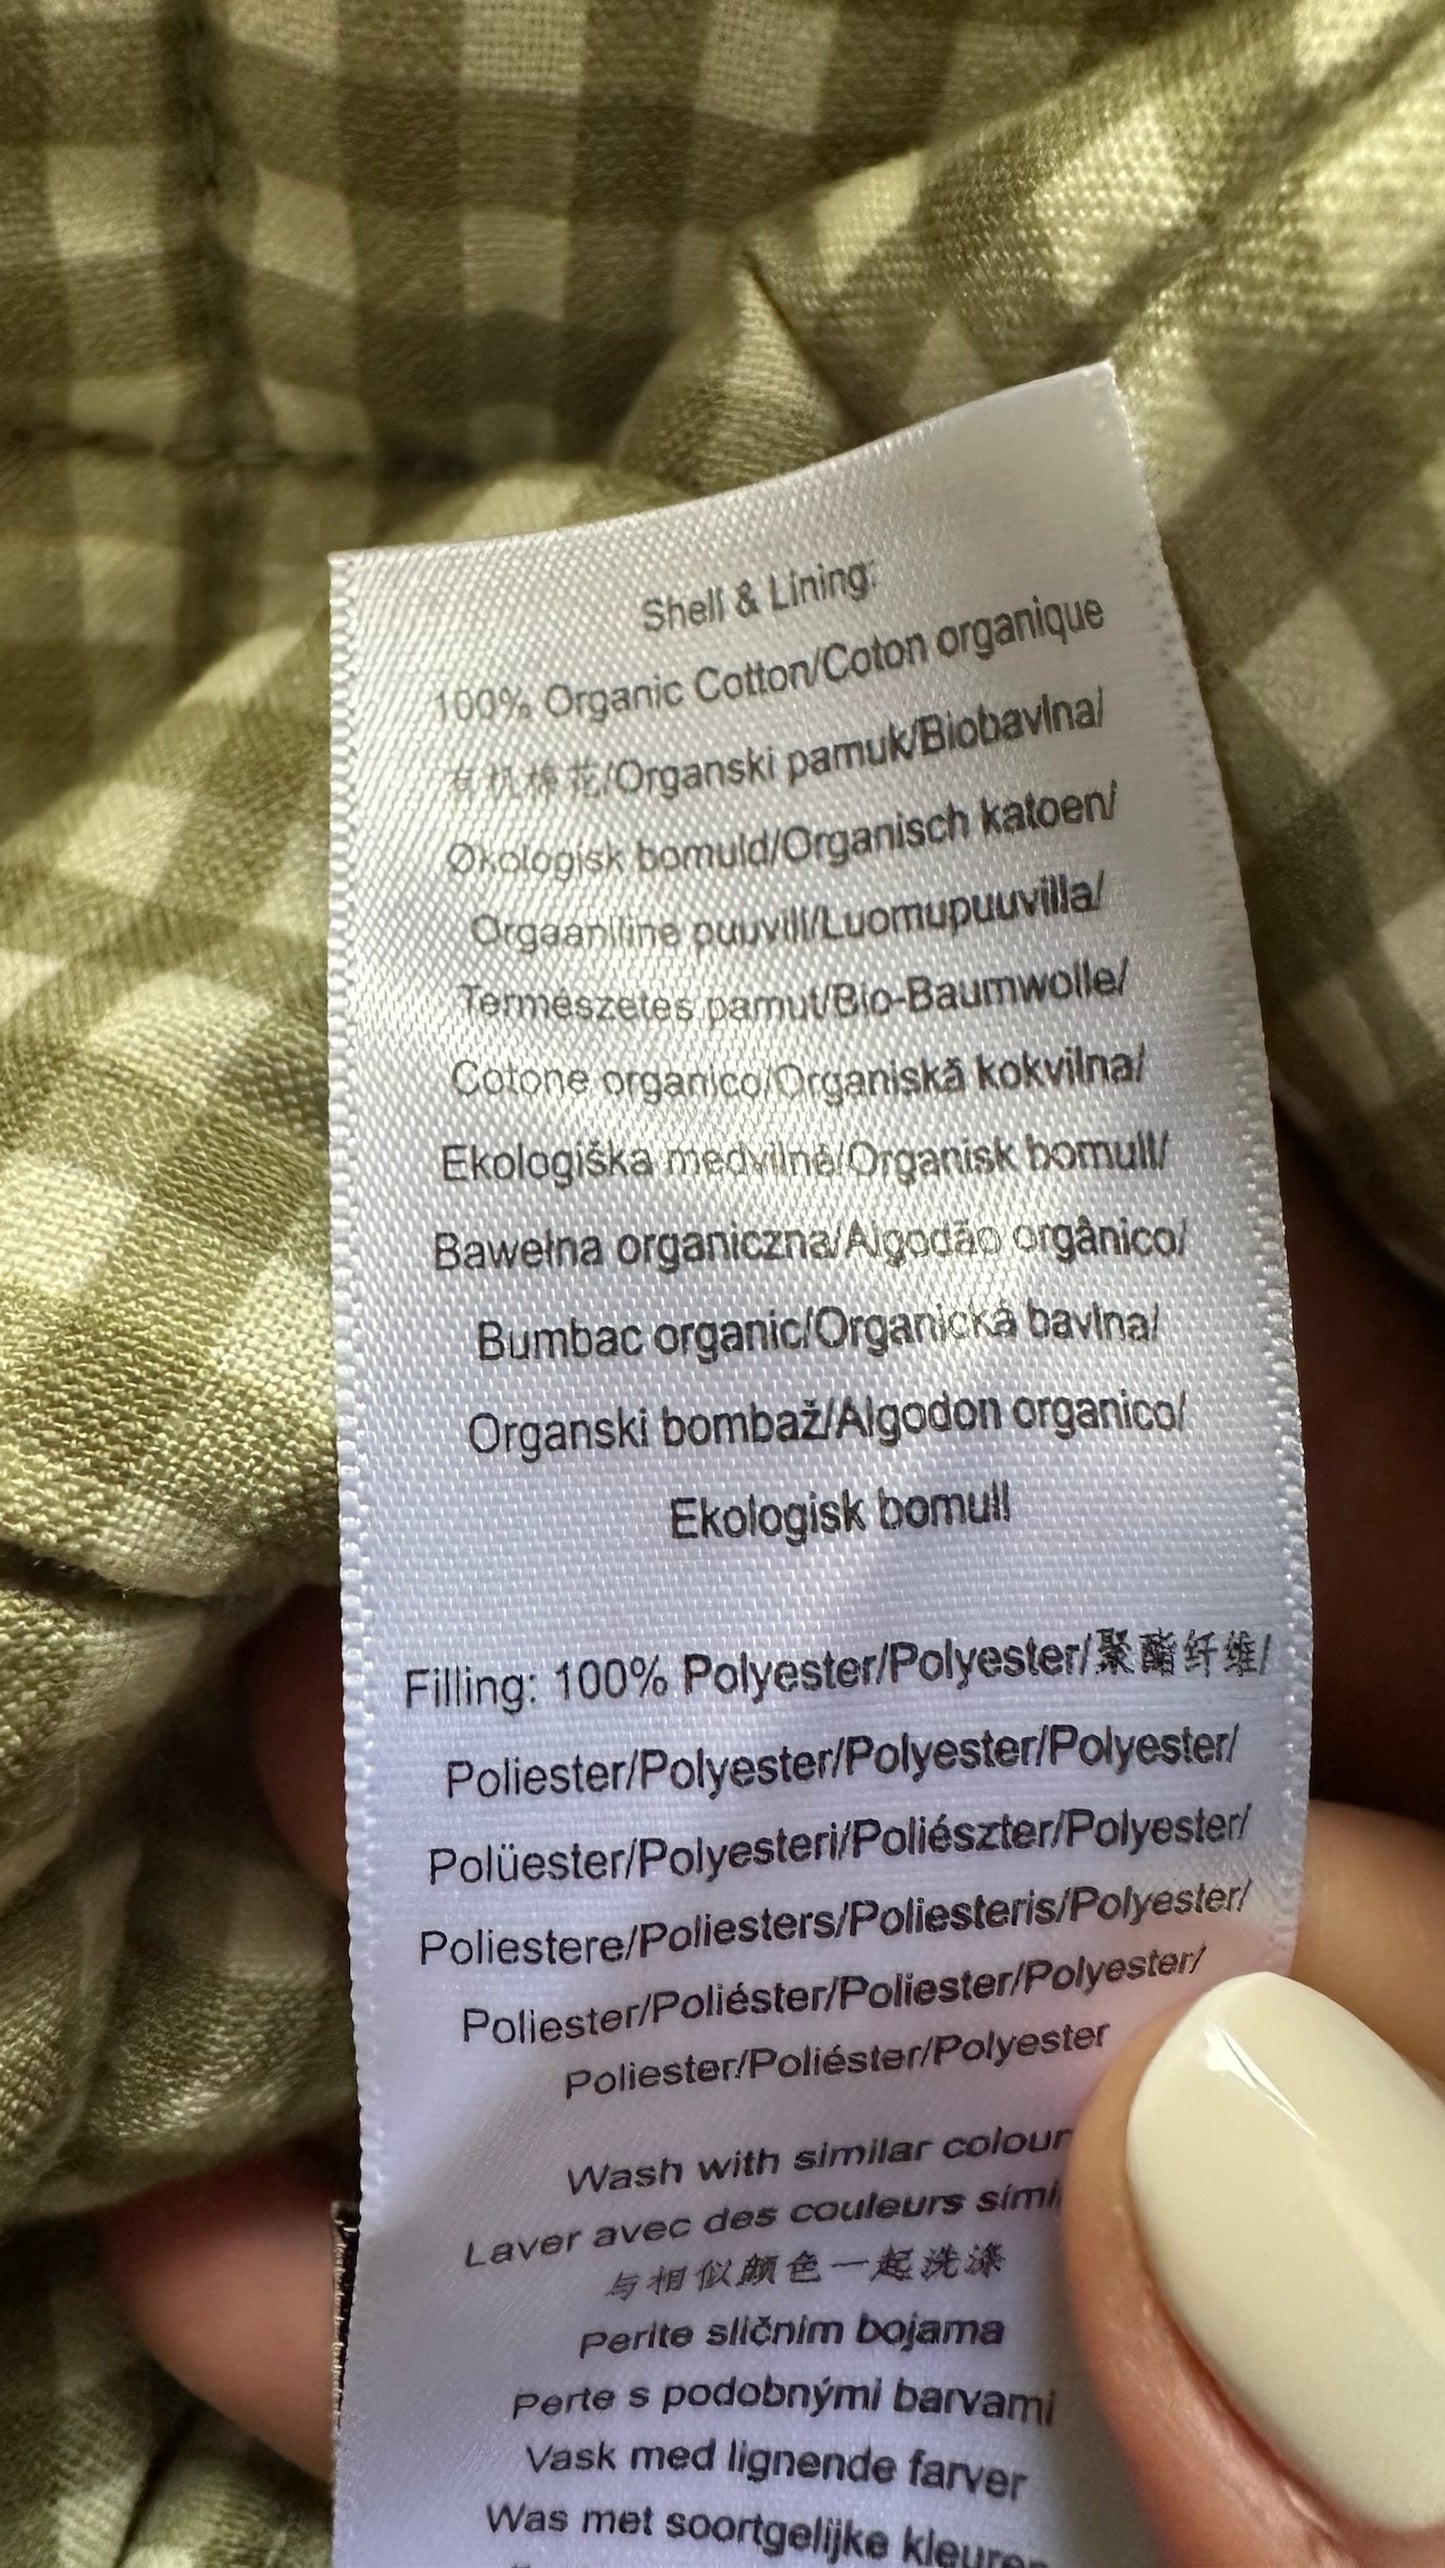 Shell & Lining:
100% Organic Cotton/Coton organique
有机棉花/Organski pamuk/Biobavlna/
Økologisk bomuld/Organisch katoen/
Orgaaniline puuvill/Luomupuuvilla/
Természetes pamut/Bio-Baumwolle/
Cotone organico/Organiskā kokvilna/
Ekologiška medvilnė/Organisk bomull/
Bawełna organiczna/Algodão orgânico/
Bumbac organic/Organická bavlna/
Organski bombaž/Algodon organico/
Ekologisk bomull
Filling: 100% Polyester/Polyester/聚酯纤维/
Poliester/Polyester/Polyester/Polyester/
Polüester/Polyesteri/Poliészter/Polyester/
Poliestere/Poliesters/Poliesteris/Polyester/
Poliester/Poliéster/Poliester/Polyester/
Poliester/Poliéster/Polyester
Wash with similar colour
Laver avec des couleurs simi
与相似颜色一起洗涤
Perite sličnim bojama
Perte s podobnými barvami
Vask med lignende farver
Was met soortgelijke kleuren